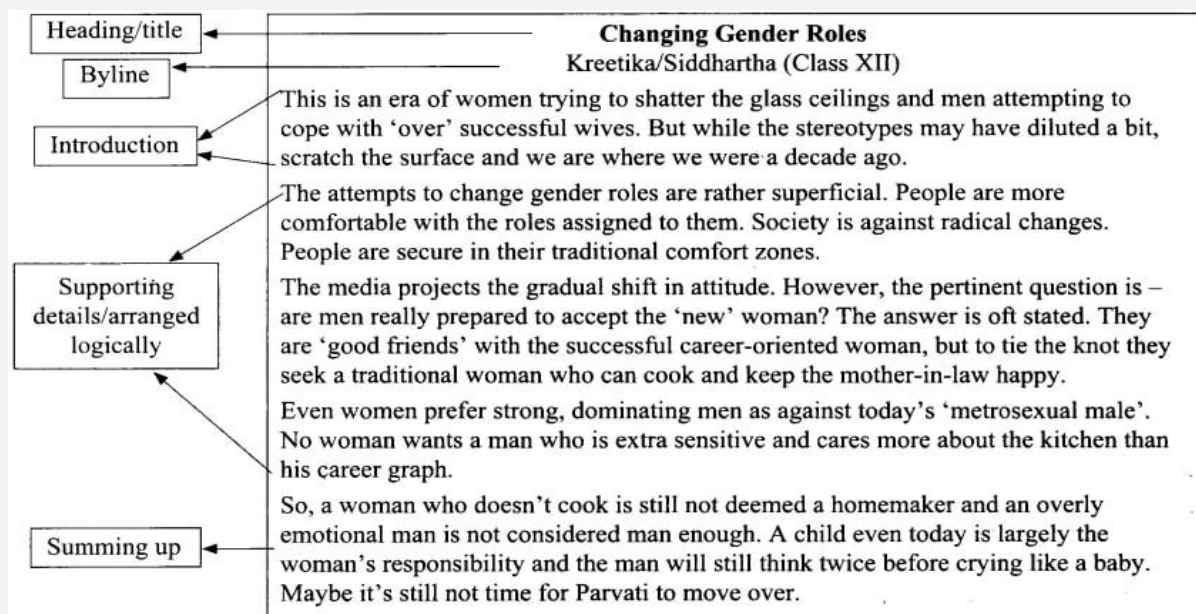 Heading/title
Changing Gender Roles
Byline
Kreetika/Siddhartha (Class XII)
Introduction
This is an era of women trying to shatter the glass ceilings and men attempting to
cope with ‘over’ successful wives. But while the stereotypes may have diluted a bit,
scratch the surface and we are where we were a decade ago.
Supporting
details/arranged
logically
The attempts to change gender roles are rather superficial. People are more
comfortable with the roles assigned to them. Society is against radical changes.
People are secure in their traditional comfort zones.
The media projects the gradual shift in attitude. However, the pertinent question is –
are men really prepared to accept the ‘new’ woman? The answer is oft stated. They
are ‘good friends’ with the successful career-oriented woman, but to tie the knot they
seek a traditional woman who can cook and keep the mother-in-law happy.
Even women prefer strong, dominating men as against today’s ‘metrosexual male’.
No woman wants a man who is extra sensitive and cares more about the kitchen than
his career graph.
Summing up
So, a woman who doesn’t cook is still not deemed a homemaker and an overly
emotional man is not considered man enough. A child even today is largely the
woman’s responsibility and the man will still think twice before crying like a baby.
Maybe it’s still not time for Parvati to move over.